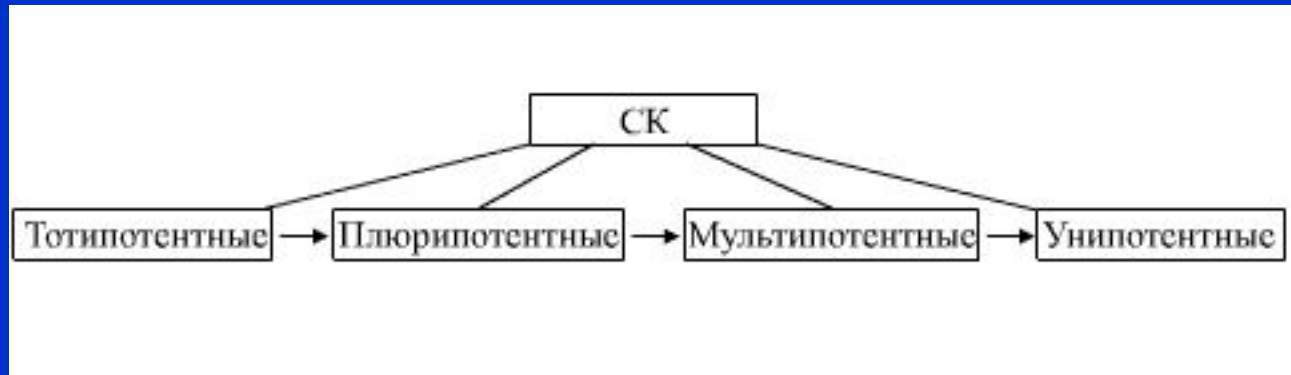 СК
Тотипотентные Плюрипотентные Мультипотентные Унипотентные